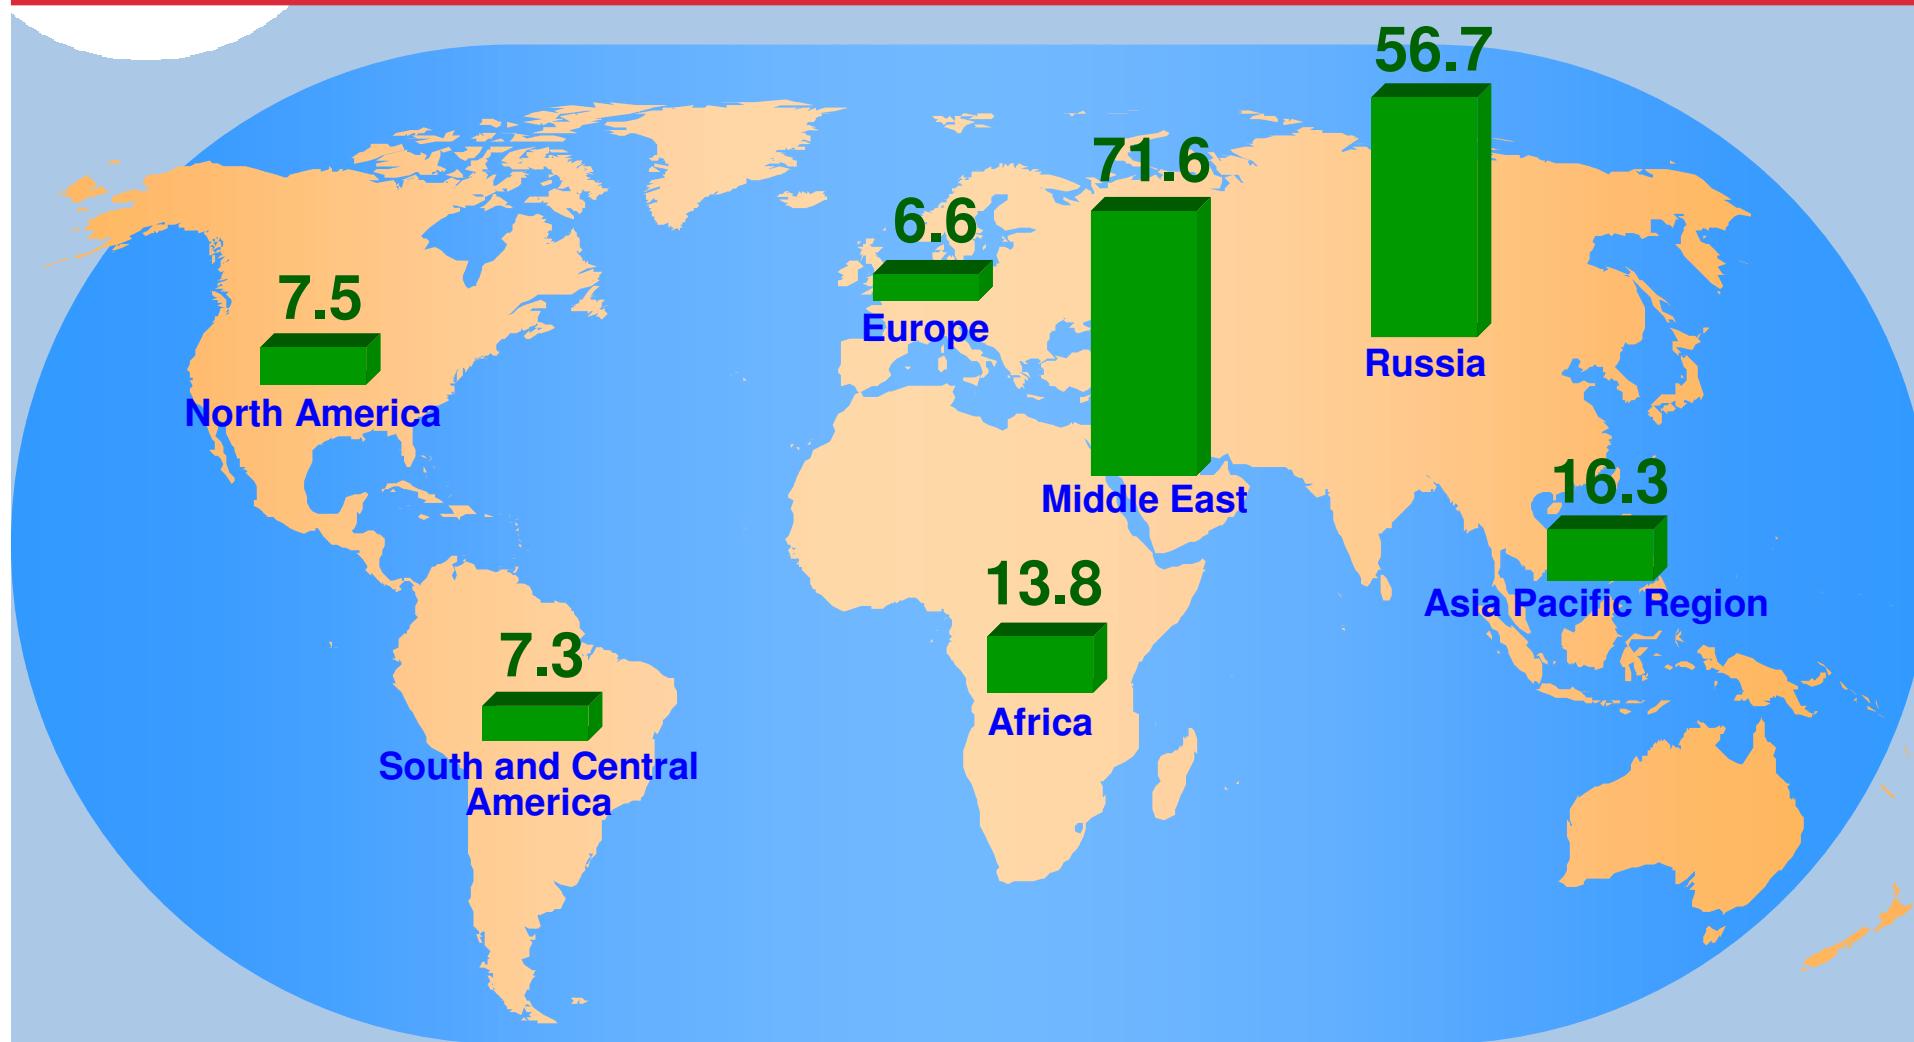 56.7
Russia
71.6
Middle East
6.6
Europe
7.5
North America
16.3
Asia Pacific Region
13.8
Africa
7.3
South and Central
America